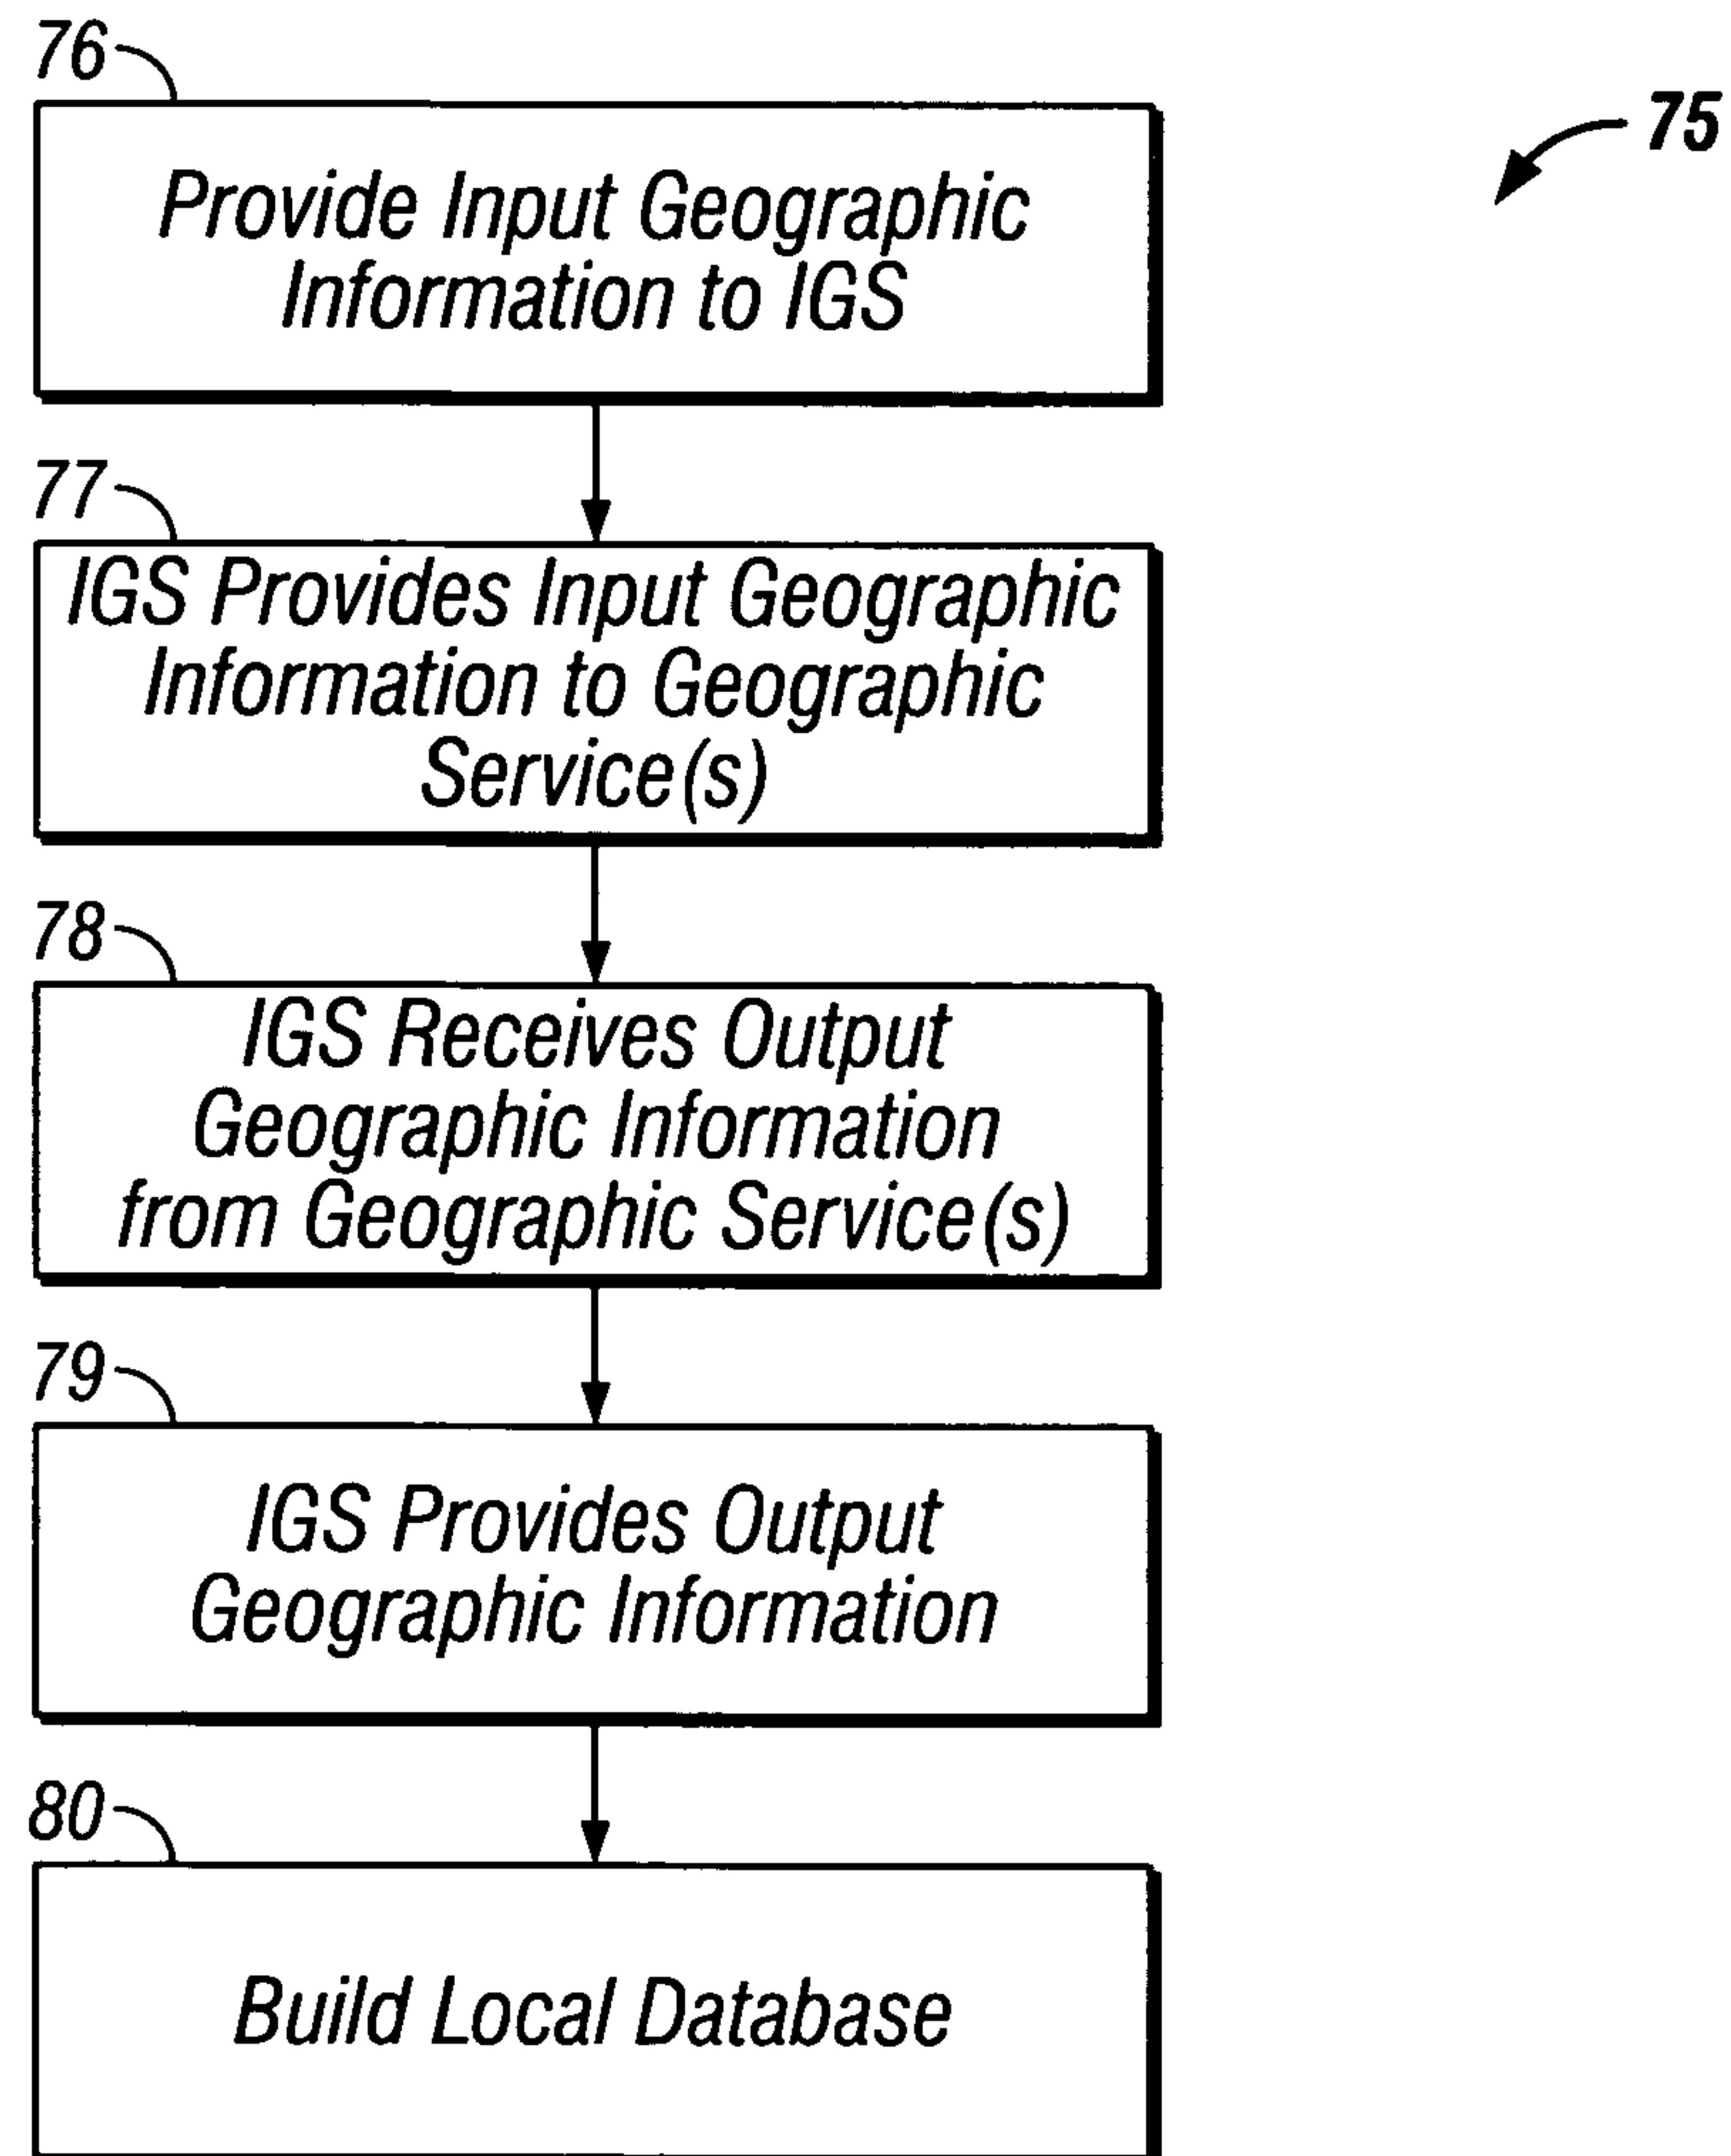 76
75
Provide Input Geographic
Information to IGS
77
IGS Provides Input Geographic
Information to Geographic
Service(s)
78
IGS Receives Output
Geographic Information
from Geographic Service(s)
79
IGS Provides Output
Geographic Information
80
Build Local Database